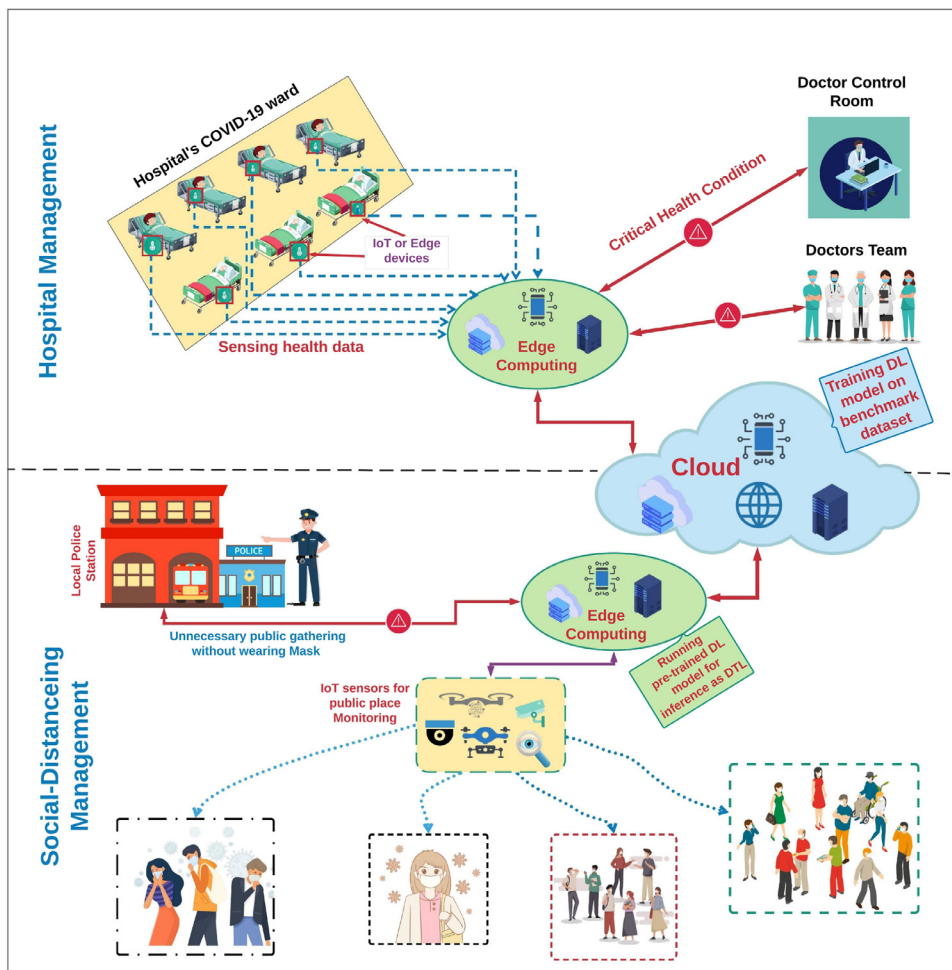 Hospital Management
Hospital's COVID-19 ward
IoT or Edge
devices
Sensing health data
Edge
Computing
Critical Health Condition
Doctor Control
Room
Doctors Team
Training DL
model on
benchmark
dataset
Cloud
Social-Distanceing
Management
Local Police
Station
POLICE
Unnecessary public gathering
without wearing Mask
Edge
Computing
Running
pre-trained DL
model for
inference as DTL
IoT sensors for
public place
Monitoring